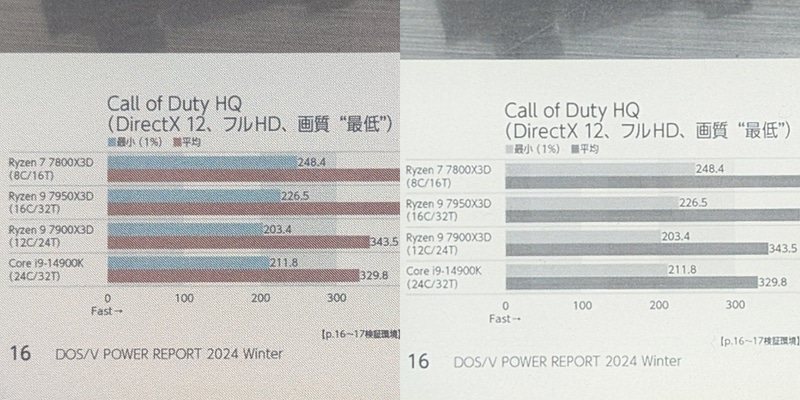 Call of Duty HQ
（DirectX 12、フルHD、画質“最低”）
最小（1%） 平均
Ryzen 7 7800X3D
（8C/16T）
248.4
Ryzen 9 7950X3D
（16C/32T）
226.5
Ryzen 9 7900X3D
（12C/24T）
203.4
343.5
Core i9-14900K
（24C/32T）
211.8
329.8
0 100 200 300
Fast→
【p.16～17検証環境】
16 DOS/V POWER REPORT 2024 Winter
Call of Duty HQ
（DirectX 12、フルHD、画質“最低”）
最小（1%） 平均
Ryzen 7 7800X3D
（8C/16T）
248.4
Ryzen 9 7950X3D
（16C/32T）
226.5
Ryzen 9 7900X3D
（12C/24T）
203.4
343.5
Core i9-14900K
（24C/32T）
211.8
329.8
0 100 200 300
Fast→
【p.16～17検証環境】
16 DOS/V POWER REPORT 2024 Winter